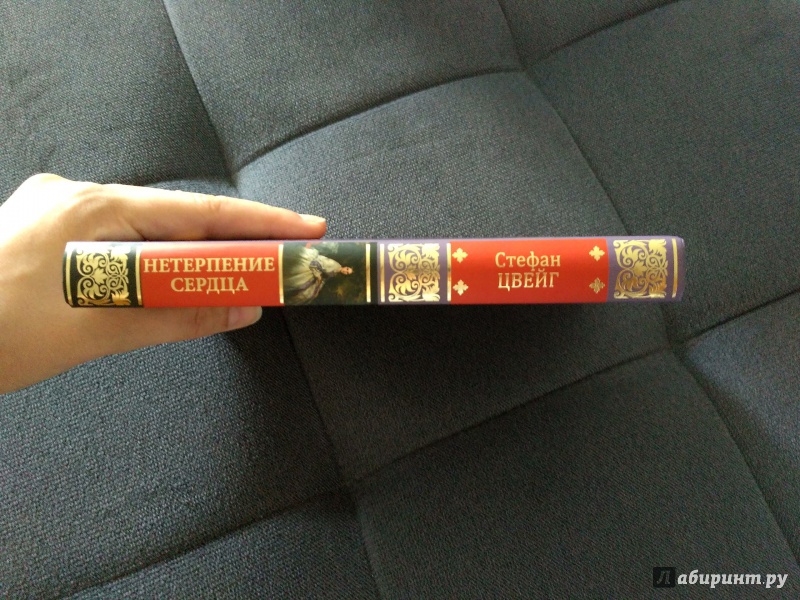 НЕТЕРПЕНИЕ
СЕРДЦА
Стефан
ЦВЕЙГ
Лабиринт.ру